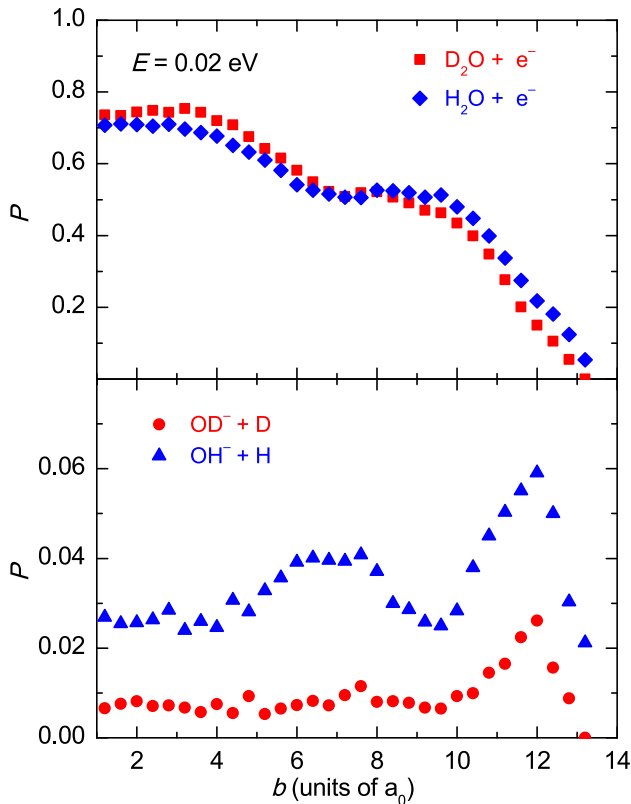 1.0
E = 0.02 eV
D₂O + e⁻
H₂O + e⁻
0.8
0.6
P
0.4
0.2
OD⁻ + D
OH⁻ + H
0.06
0.04
P
0.02
0.00
2 4 6 8 10 12 14
b (units of a₀)